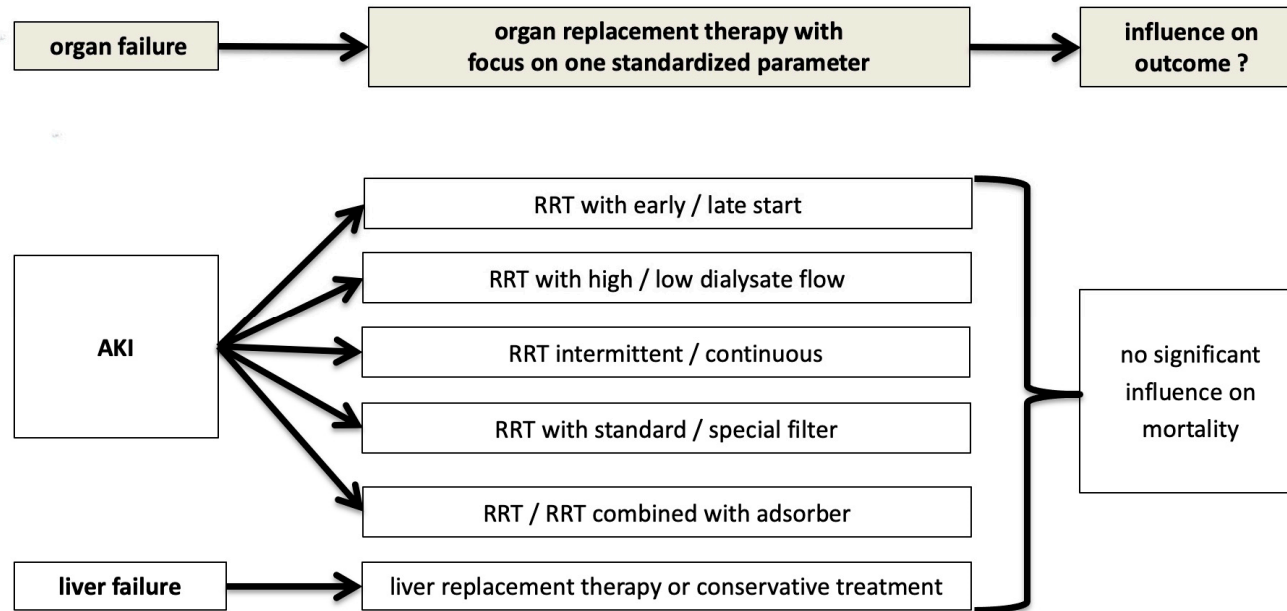 organ failure
organ replacement therapy with
focus on one standardized parameter
influence on
outcome ?
AKI
RRT with early / late start
RRT with high / low dialysate flow
RRT intermittent / continuous
RRT with standard / special filter
RRT / RRT combined with adsorber
liver failure
liver replacement therapy or conservative treatment
no significant
influence on
mortality